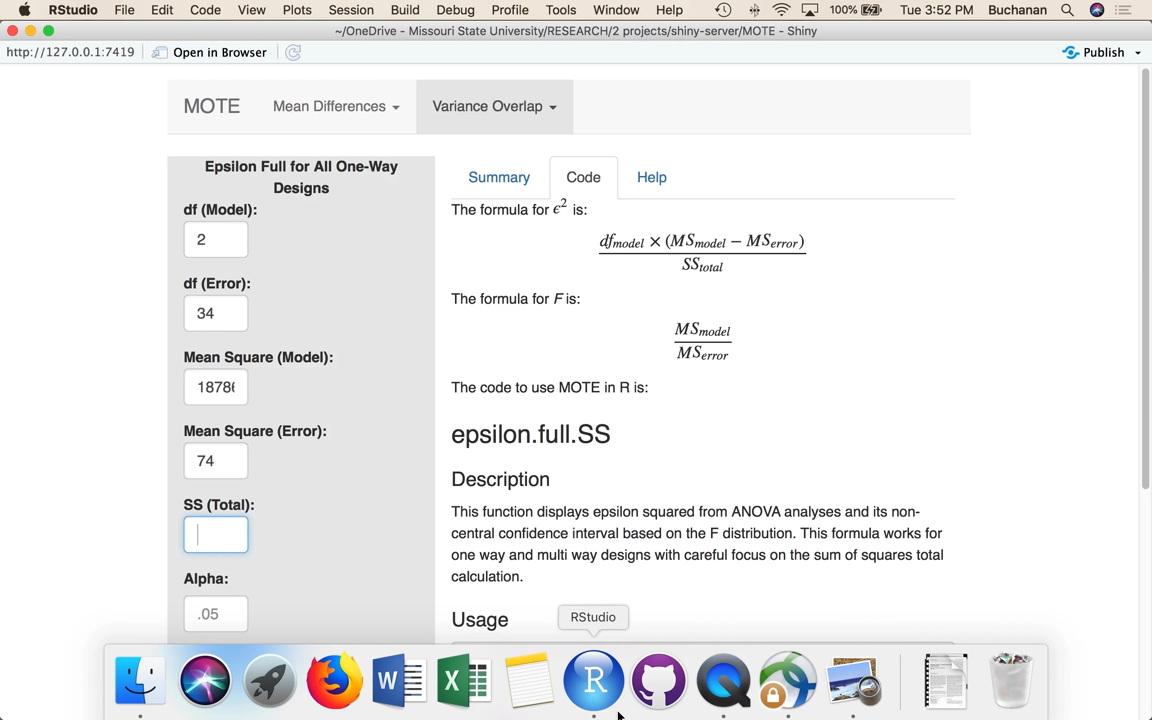 RStudio File Edit Code View Plots Session Build Debug Profile Tools Window Help 100% Tue 3:52 PM Buchanan
~/OneDrive - Missouri State University/RESEARCH/2 projects/shiny-server/MOTE - Shiny
http://127.0.0.1:7419 Open in Browser Publish
MOTE Mean Differences Variance Overlap
Epsilon Full for All One-Way
Designs
df (Model):
2
df (Error):
34
Mean Square (Model):
18786
Mean Square (Error):
74
SS (Total):
Alpha:
.05
Summary Code Help
The formula for ϵ² is:
df_model × (MS_model − MS_error)
SS_total
The formula for F is:
MS_model
MS_error
The code to use MOTE in R is:
epsilon.full.SS
Description
This function displays epsilon squared from ANOVA analyses and its non-
central confidence interval based on the F distribution. This formula works for
one way and multi way designs with careful focus on the sum of squares total
calculation.
Usage
RStudio